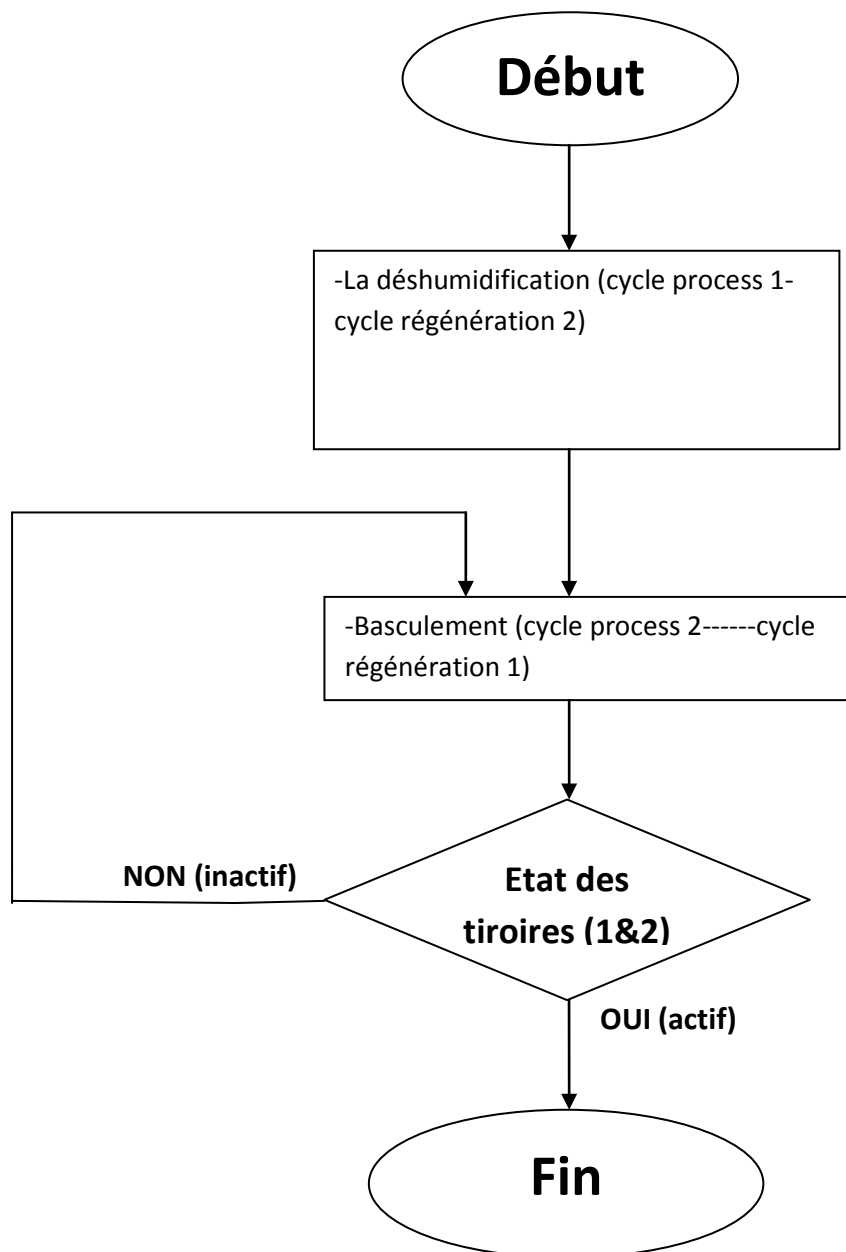 Début
-La déshumidification (cycle process 1-
cycle régénération 2)
-Basculement (cycle process 2------cycle
régénération 1)
NON (inactif)
Etat des
tiroires (1&2)
OUI (actif)
Fin